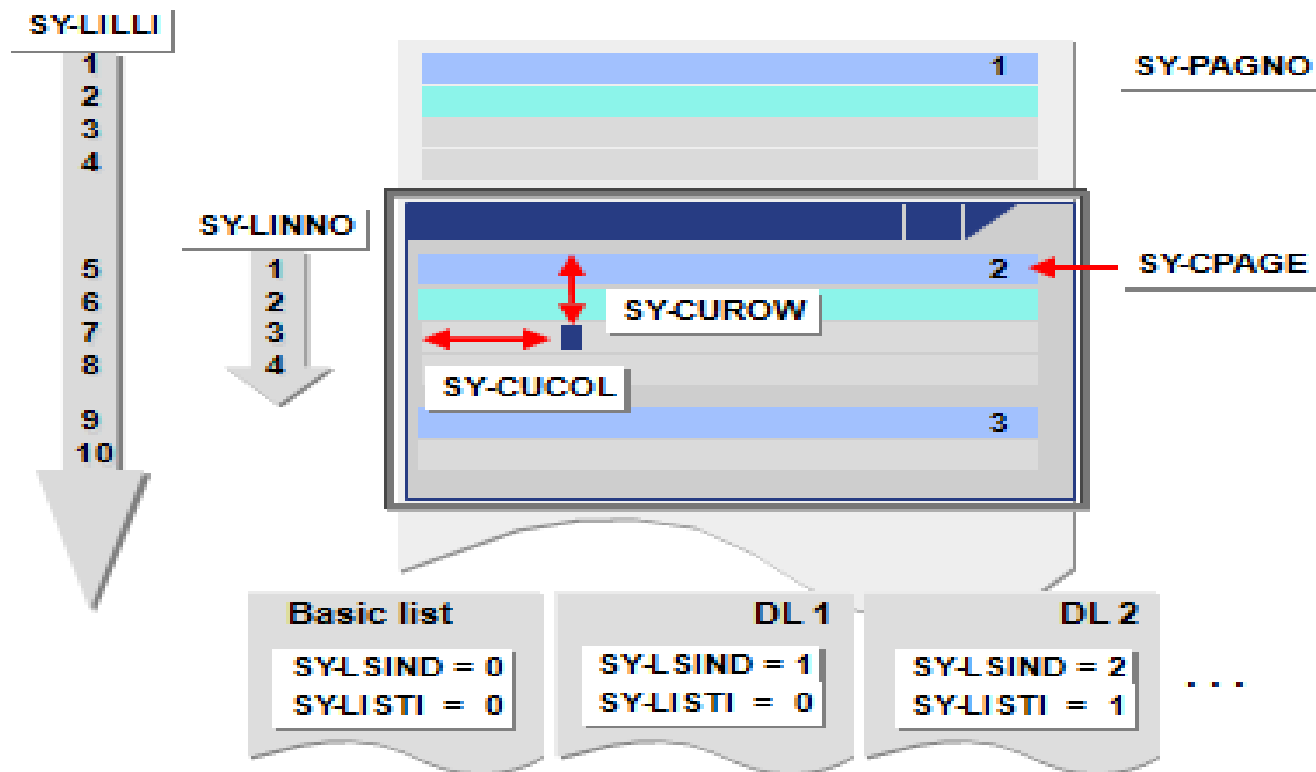 SY-LILLI
1
2
3
4
5
6
7
8
9
10
SY-LINNO
1
2
3
4
1
SY-PAGNO
2
SY-CPAGE
SY-CUROW
SY-CUCOL
3
Basic list
SY-LSIND = 0
SY-LISTI = 0
DL 1
SY-LSIND = 1
SY-LISTI = 0
DL 2
SY-LSIND = 2
SY-LISTI = 1
. . .